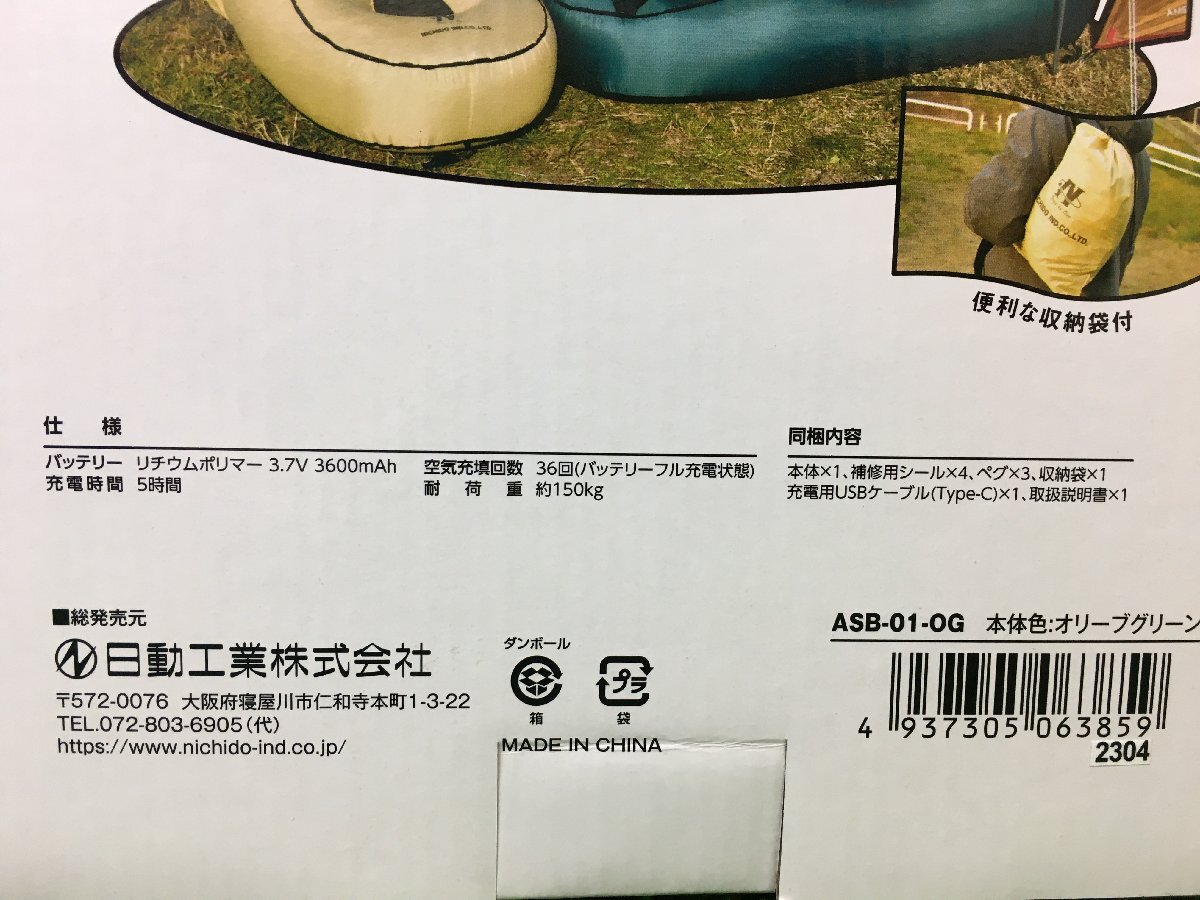 NICHIDO IND.CO.,LTD.
NICHIDO IND.CO.,LTD.
便利な収納袋付
仕 様
バッテリー リチウムポリマー 3.7V 3600mAh
充電時間 5時間
空気充填回数 36回(バッテリーフル充電状態)
耐荷重 約150kg
同梱内容
本体×1、補修用シール×4、ペグ×3、収納袋×1
充電用USBケーブル(Type-C)×1、取扱説明書×1
■総発売元
日動工業株式会社
〒572-0076 大阪府寝屋川市仁和寺本町1-3-22
TEL.072-803-6905(代)
https://www.nichido-ind.co.jp/
ダンボール
箱
プラ
袋
MADE IN CHINA
ASB-01-OG 本体色:オリーブグリーン
4 937305 063859
2304